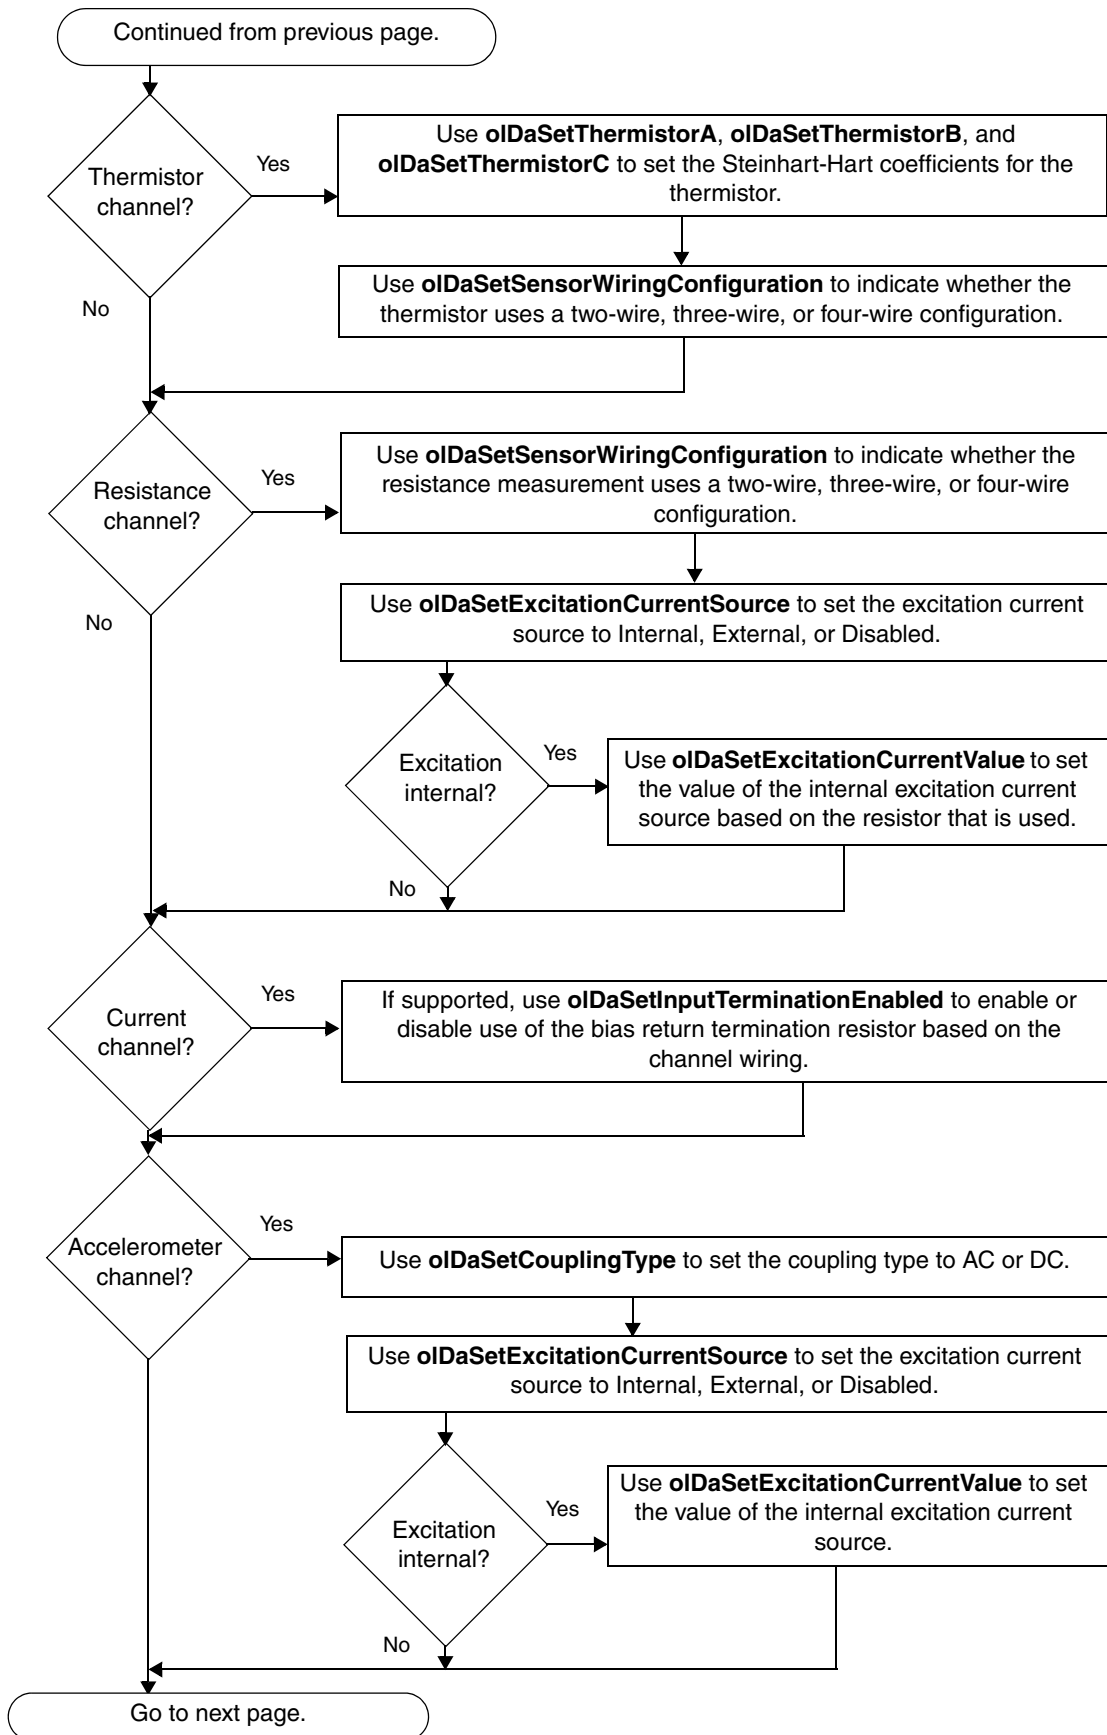 Continued from previous page.
Thermistor
channel?
Yes
Use olDaSetThermistorA, olDaSetThermistorB, and
olDaSetThermistorC to set the Steinhart-Hart coefficients for the
thermistor.
Use olDaSetSensorWiringConfiguration to indicate whether the
thermistor uses a two-wire, three-wire, or four-wire configuration.
No
Resistance
channel?
Yes
Use olDaSetSensorWiringConfiguration to indicate whether the
resistance measurement uses a two-wire, three-wire, or four-wire
configuration.
Use olDaSetExcitationCurrentSource to set the excitation current
source to Internal, External, or Disabled.
No
Excitation
internal?
Yes
Use olDaSetExcitationCurrentValue to set
the value of the internal excitation current
source based on the resistor that is used.
No
Current
channel?
Yes
If supported, use olDaSetInputTerminationEnabled to enable or
disable use of the bias return termination resistor based on the
channel wiring.
Accelerometer
channel?
Yes
Use olDaSetCouplingType to set the coupling type to AC or DC.
Use olDaSetExcitationCurrentSource to set the excitation current
source to Internal, External, or Disabled.
Excitation
internal?
Yes
Use olDaSetExcitationCurrentValue to set
the value of the internal excitation current
source.
No
Go to next page.